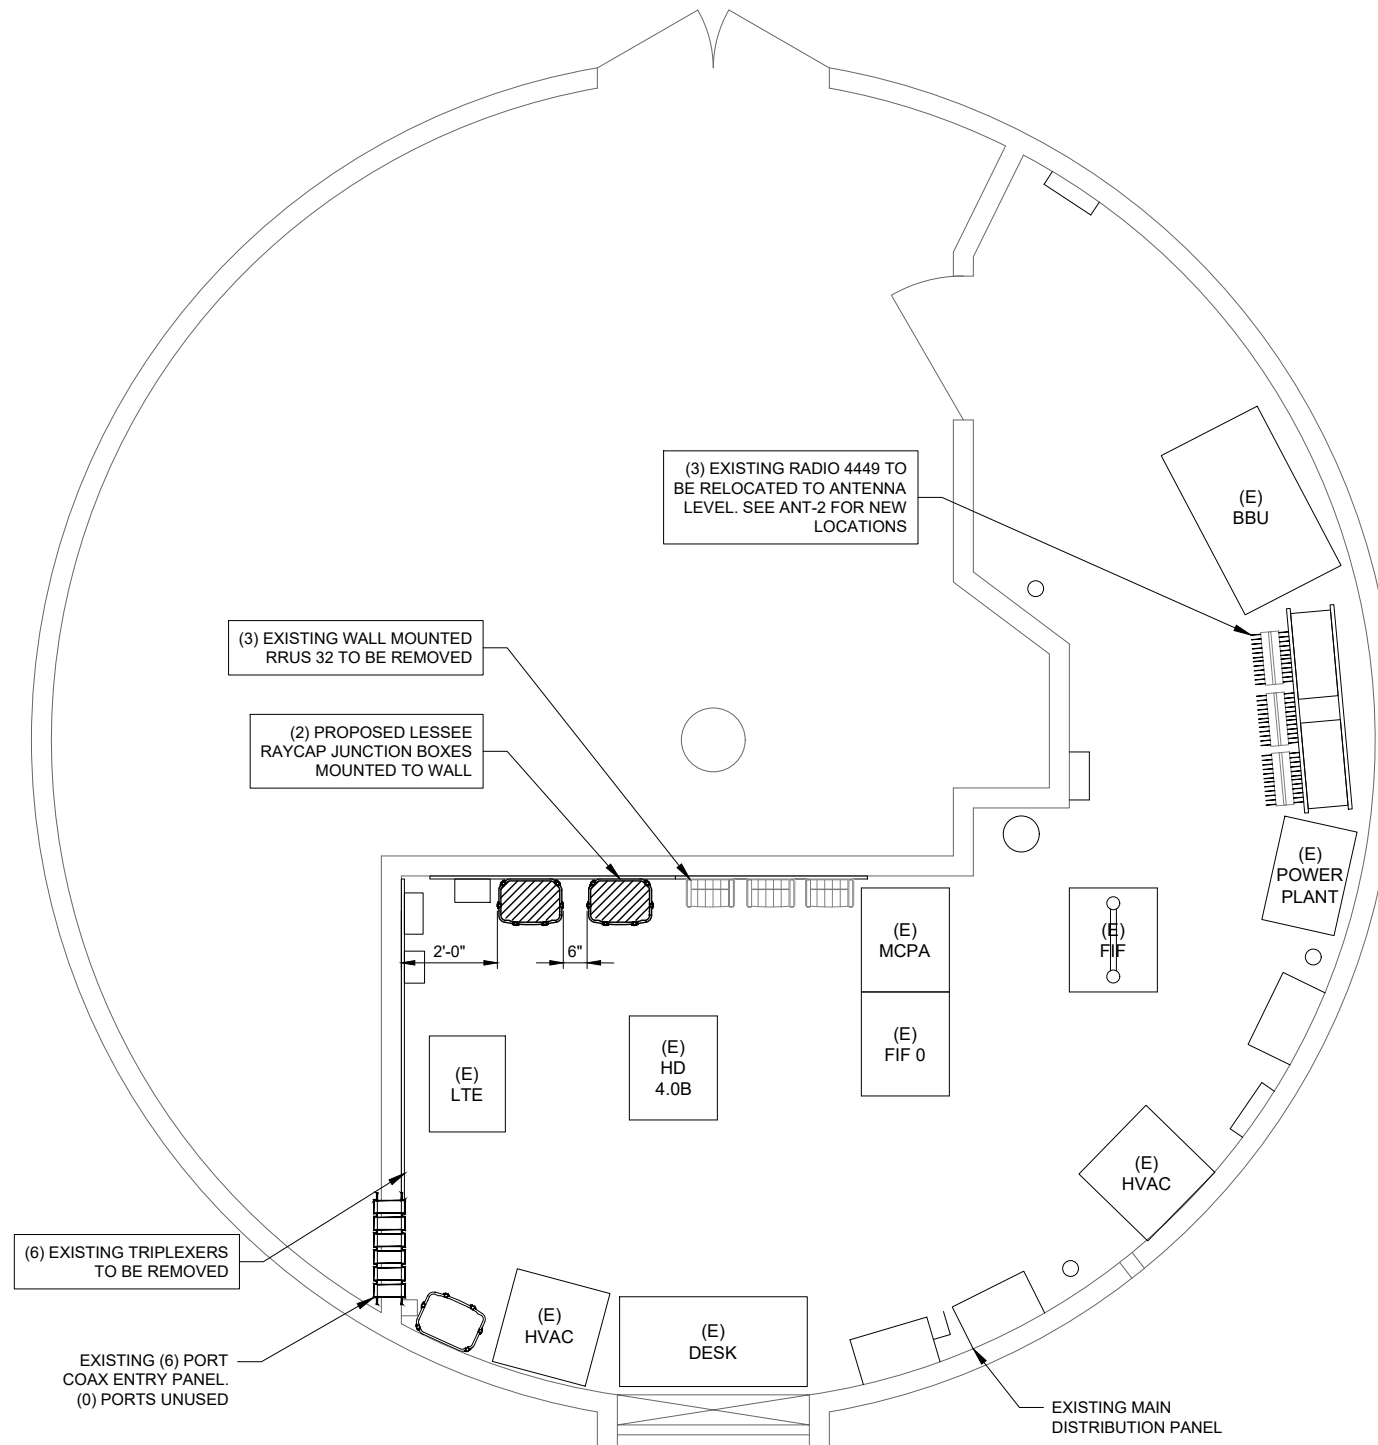 (3) EXISTING RADIO 4449 TO
BE RELOCATED TO ANTENNA
LEVEL. SEE ANT-2 FOR NEW
LOCATIONS
(E)
BBU
(3) EXISTING WALL MOUNTED
RRUS 32 TO BE REMOVED
(2) PROPOSED LESSEE
RAYCAP JUNCTION BOXES
MOUNTED TO WALL
(E)
POWER
PLANT
(E)
MCPA
(E)
FIF
2'-0"
6"
(E)
FIF 0
(E)
LTE
(E)
HD
4.0B
(E)
HVAC
(6) EXISTING TRIPLEXERS
TO BE REMOVED
(E)
HVAC
(E)
DESK
EXISTING (6) PORT
COAX ENTRY PANEL.
(0) PORTS UNUSED
EXISTING MAIN
DISTRIBUTION PANEL